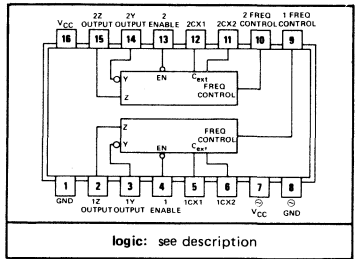 2Z 2Y 2 2 FREQ 1 FREQ
VCC OUTPUT OUTPUT ENABLE 2CX1 2CX2 CONTROL CONTROL
16 15 14 13 12 11 10 9
Y EN Cext FREQ
Z CONTROL
Z FREQ
Y EN Cext CONTROL
1 2 3 4 5 6 7 8
GND 1Z 1Y 1 1CX1 1CX2 VCC GND
OUTPUT OUTPUT ENABLE
logic: see description